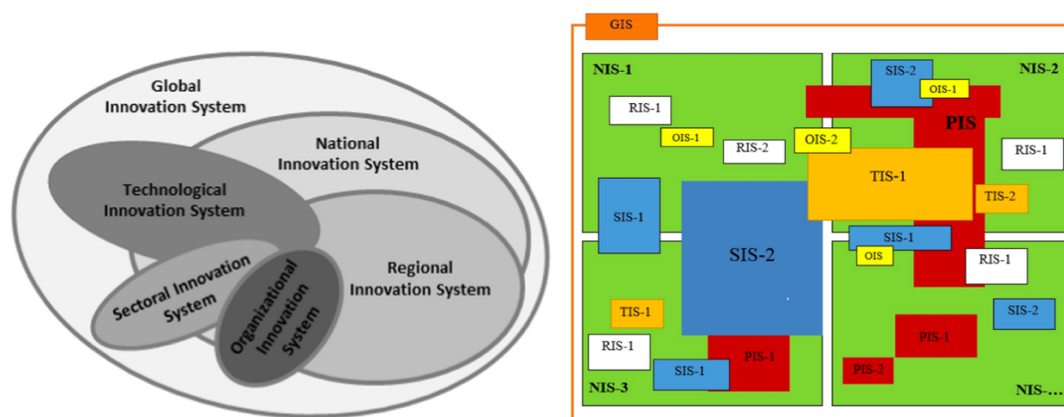 Global
Innovation System
National
Innovation System
Technological
Innovation System
Regional
Innovation System
Sectoral Innovation
System
Organizational
Innovation
System
GIS
NIS-1
RIS-1
OIS-1
RIS-2
OIS-2
SIS-1
SIS-2
NIS-2
SIS-2
OIS-1
PIS
RIS-1
TIS-1
TIS-2
SIS-1
OIS
RIS-1
SIS-2
PIS-1
PIS-2
NIS-...
TIS-1
RIS-1
SIS-1
PIS-1
NIS-3